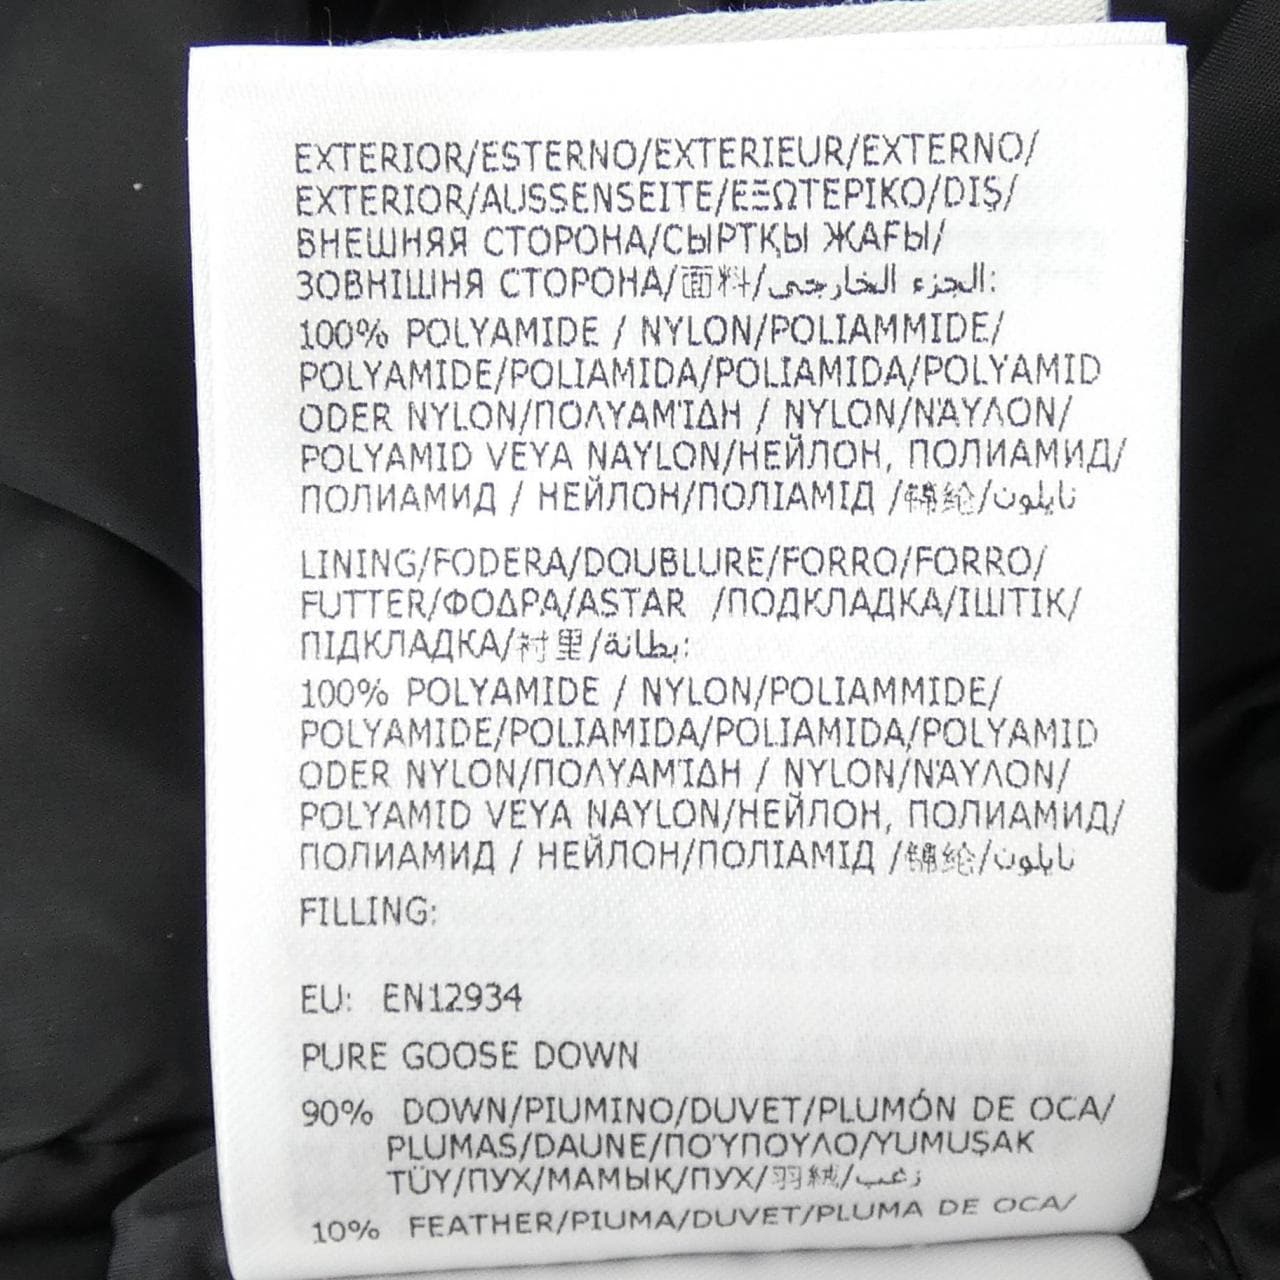 EXTERIOR/ESTERNO/EXTERIEUR/EXTERNO/
EXTERIOR/AUSSENSEITE/ΕΞΩΤΕΡΙΚΟ/DIŞ/
ВНЕШНЯЯ СТОРОНА/СЫРТҚЫ ЖАҒЫ/
ЗОВНІШНЯ СТОРОНА/面料/الجزء الخارجي:
100% POLYAMIDE / NYLON/POLIAMMIDE/
POLYAMIDE/POLIAMIDA/POLIAMIDA/POLYAMID
ODER NYLON/ΠΟΛΥΑΜΊΔΗ / NYLON/ΝΆΥΛΟΝ/
POLYAMID VEYA NAYLON/НЕЙЛОН, ПОЛИАМИД/
ПОЛИАМИД / НЕЙЛОН/ПОЛІАМІД /锦纶/نايلون
LINING/FODERA/DOUBLURE/FORRO/FORRO/
FUTTER/ΦΟΔΡΑ/ASTAR /ПОДКЛАДКА/ІШТІК/
ПІДКЛАДКА/衬里/بطانة:
100% POLYAMIDE / NYLON/POLIAMMIDE/
POLYAMIDE/POLIAMIDA/POLIAMIDA/POLYAMID
ODER NYLON/ΠΟΛΥΑΜΊΔΗ / NYLON/ΝΆΥΛΟΝ/
POLYAMID VEYA NAYLON/НЕЙЛОН, ПОЛИАМИД/
ПОЛИАМИД / НЕЙЛОН/ПОЛІАМІД /锦纶/نايلون
FILLING:
EU: EN12934
PURE GOOSE DOWN
90% DOWN/PIUMINO/DUVET/PLUMÓN DE OCA/
PLUMAS/DAUNE/ΠΟΎΠΟΥΛΟ/YUMUŞAK
TÜY/ПУХ/МАМЫҚ/ПУХ/羽绒/زغب
10% FEATHER/PIUMA/DUVET/PLUMA DE OCA/